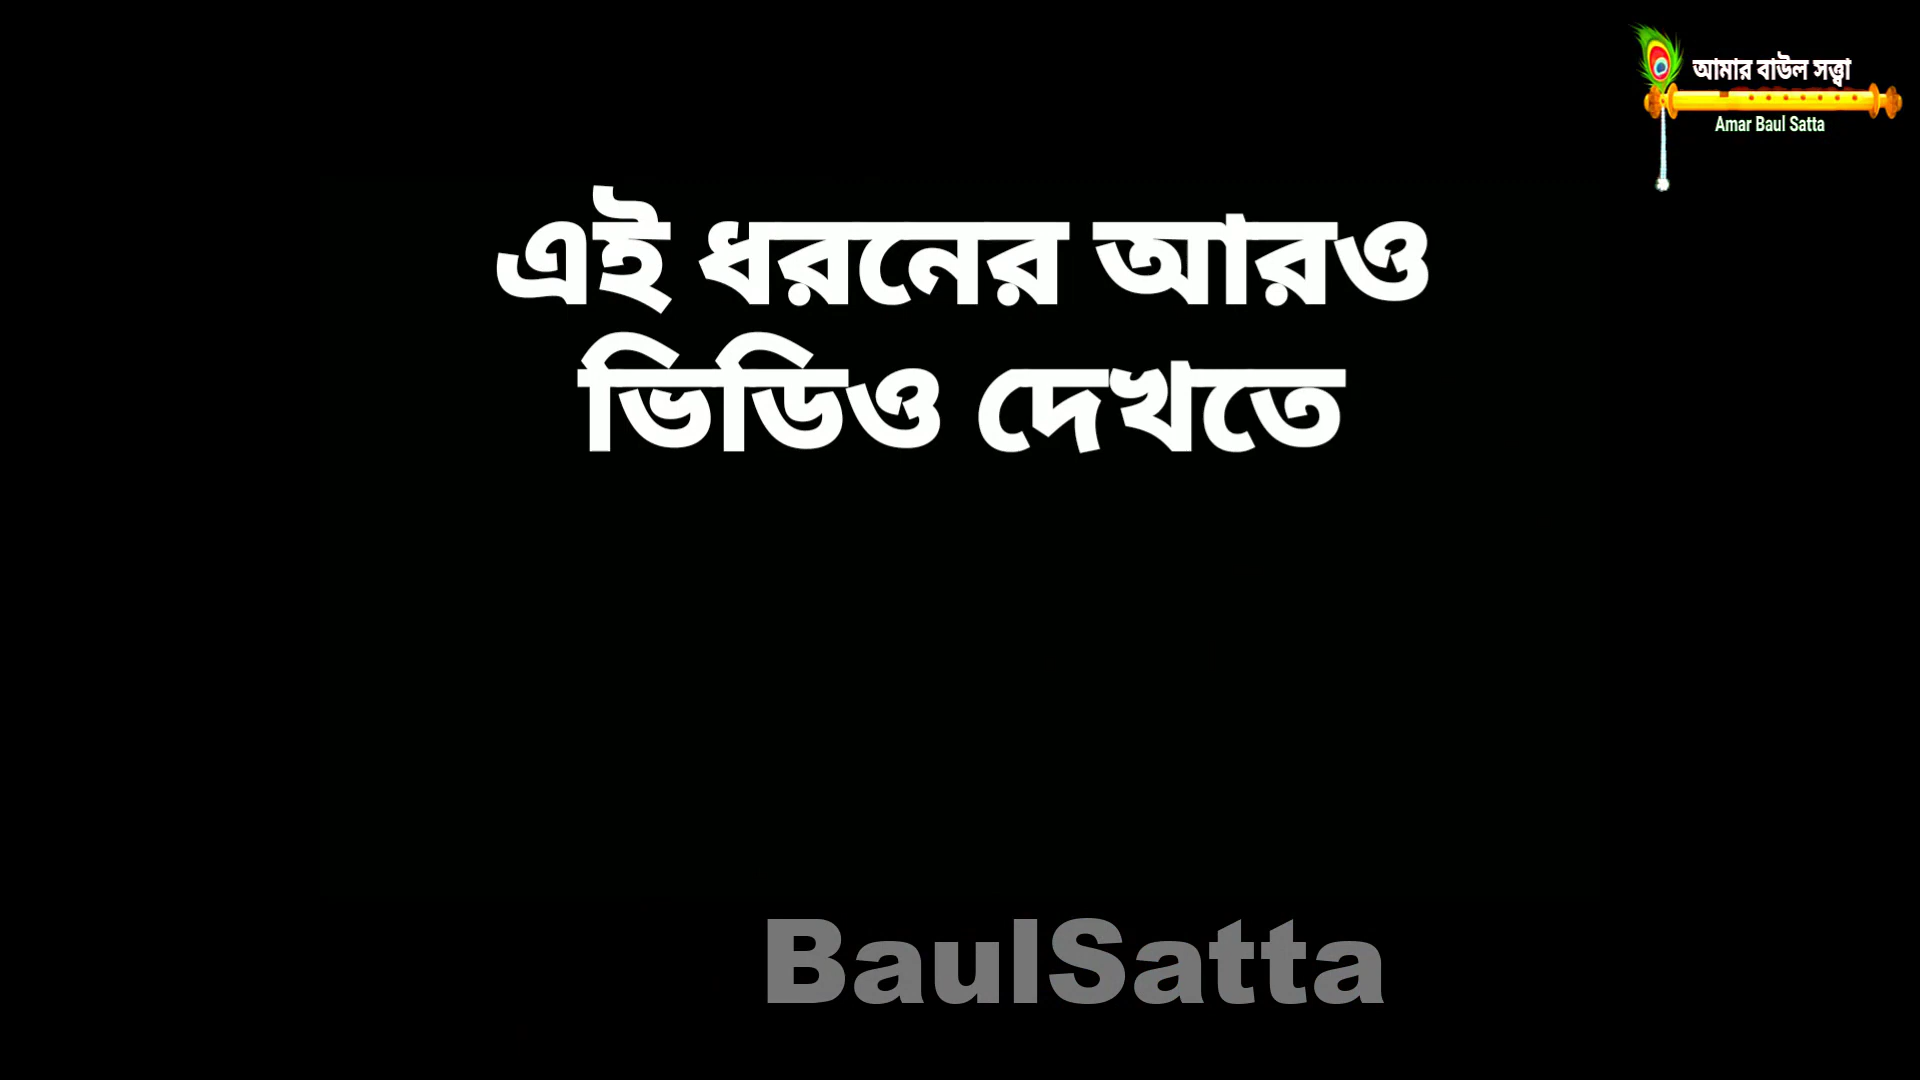 আমার বাউল সত্ত্বা
Amar Baul Satta
এই ধরনের আরও
ভিডিও দেখতে
BaulSatta